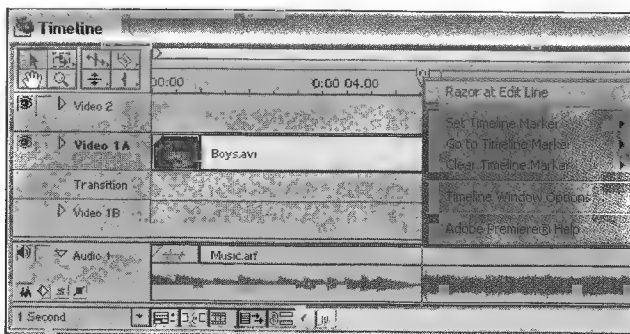 Timeline
00:00
0:00 04.00
Razor at Edit Line
Video 2
Set Timeline Marker
Go to Timeline Marker
Video 1A
Boys.avi
Clear Timeline Marker
Transition
Timeline Window Options
Video 1B
Adobe Premiere® Help
Audio 1
Music.aif
1 Second